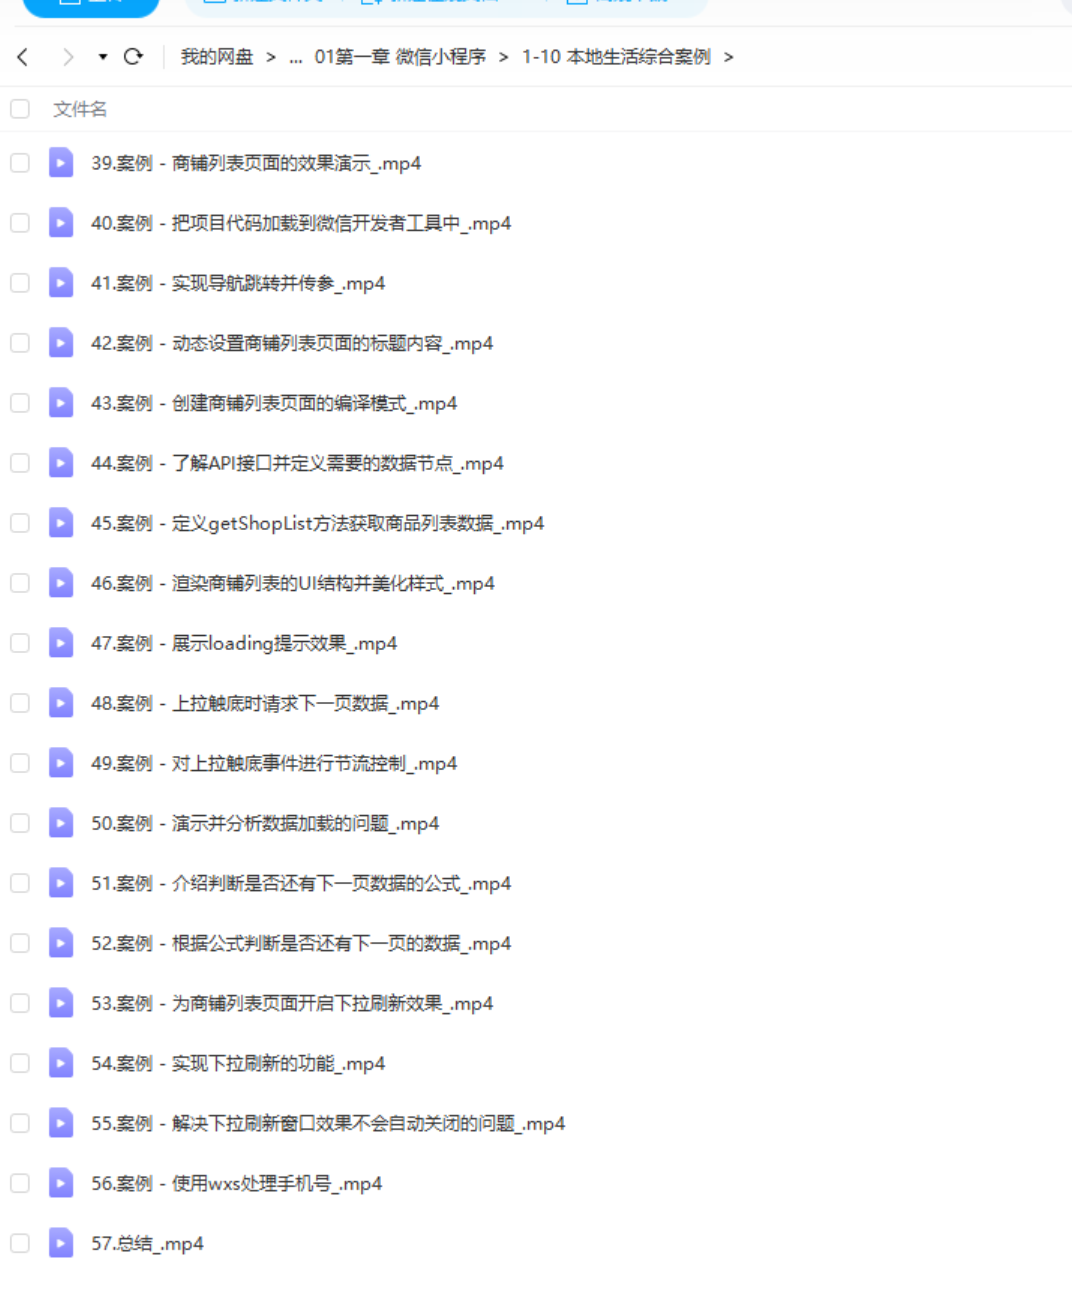 我的网盘 > ... 01第一章 微信小程序 > 1-10 本地生活综合案例 >
文件名
39.案例 - 商铺列表页面的效果演示_.mp4
40.案例 - 把项目代码加载到微信开发者工具中_.mp4
41.案例 - 实现导航跳转并传参_.mp4
42.案例 - 动态设置商铺列表页面的标题内容_.mp4
43.案例 - 创建商铺列表页面的编译模式_.mp4
44.案例 - 了解API接口并定义需要的数据节点_.mp4
45.案例 - 定义getShopList方法获取商品列表数据_.mp4
46.案例 - 渲染商铺列表的UI结构并美化样式_.mp4
47.案例 - 展示loading提示效果_.mp4
48.案例 - 上拉触底时请求下一页数据_.mp4
49.案例 - 对上拉触底事件进行节流控制_.mp4
50.案例 - 演示并分析数据加载的问题_.mp4
51.案例 - 介绍判断是否还有下一页数据的公式_.mp4
52.案例 - 根据公式判断是否还有下一页的数据_.mp4
53.案例 - 为商铺列表页面开启下拉刷新效果_.mp4
54.案例 - 实现下拉刷新的功能_.mp4
55.案例 - 解决下拉刷新窗口效果不会自动关闭的问题_.mp4
56.案例 - 使用wxs处理手机号_.mp4
57.总结_.mp4